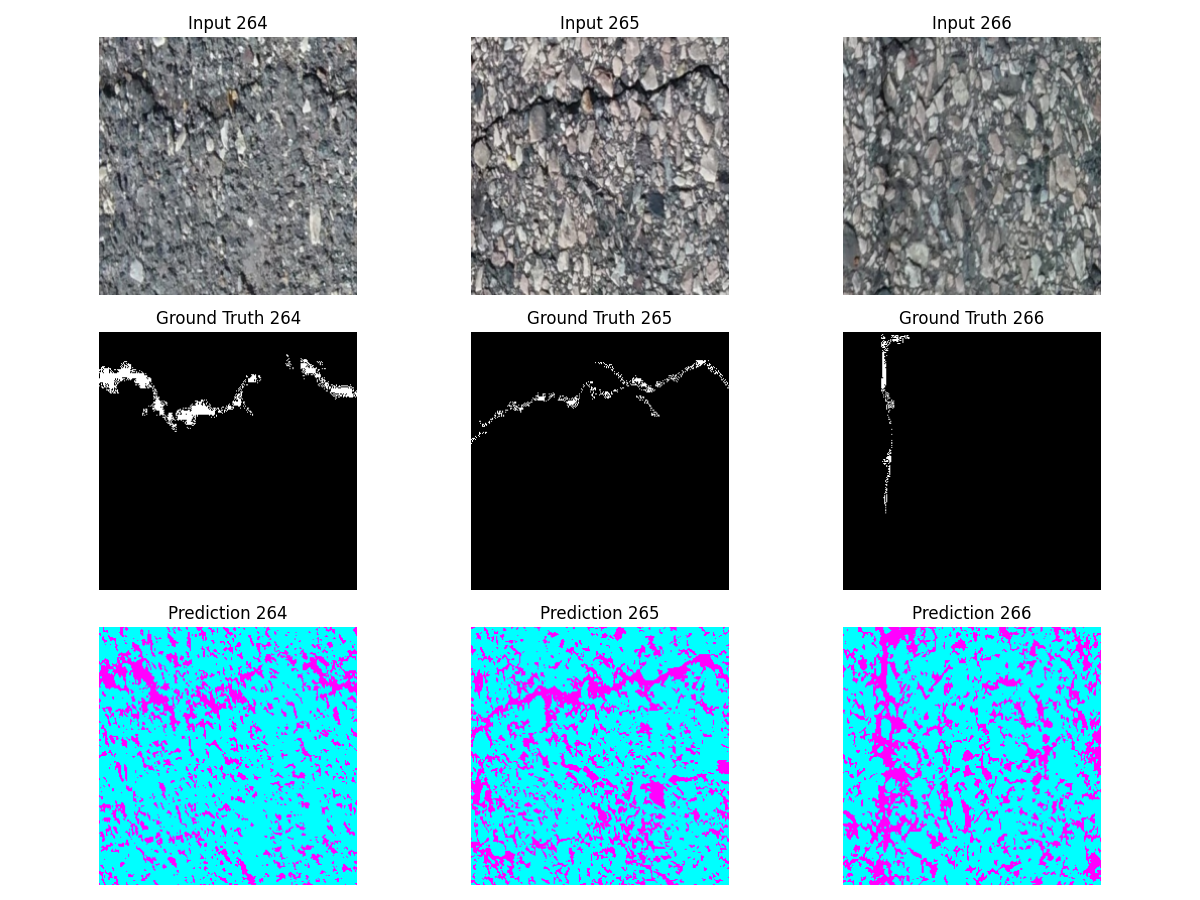 Input 264
Input 265
Input 266
Ground Truth 264
Ground Truth 265
Ground Truth 266
Prediction 264
Prediction 265
Prediction 266